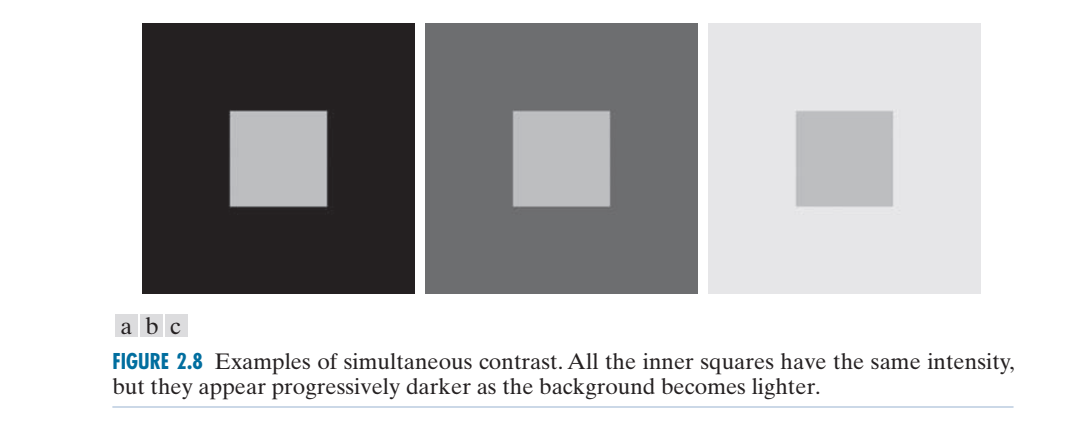 a b c
FIGURE 2.8 Examples of simultaneous contrast. All the inner squares have the same intensity,
but they appear progressively darker as the background becomes lighter.